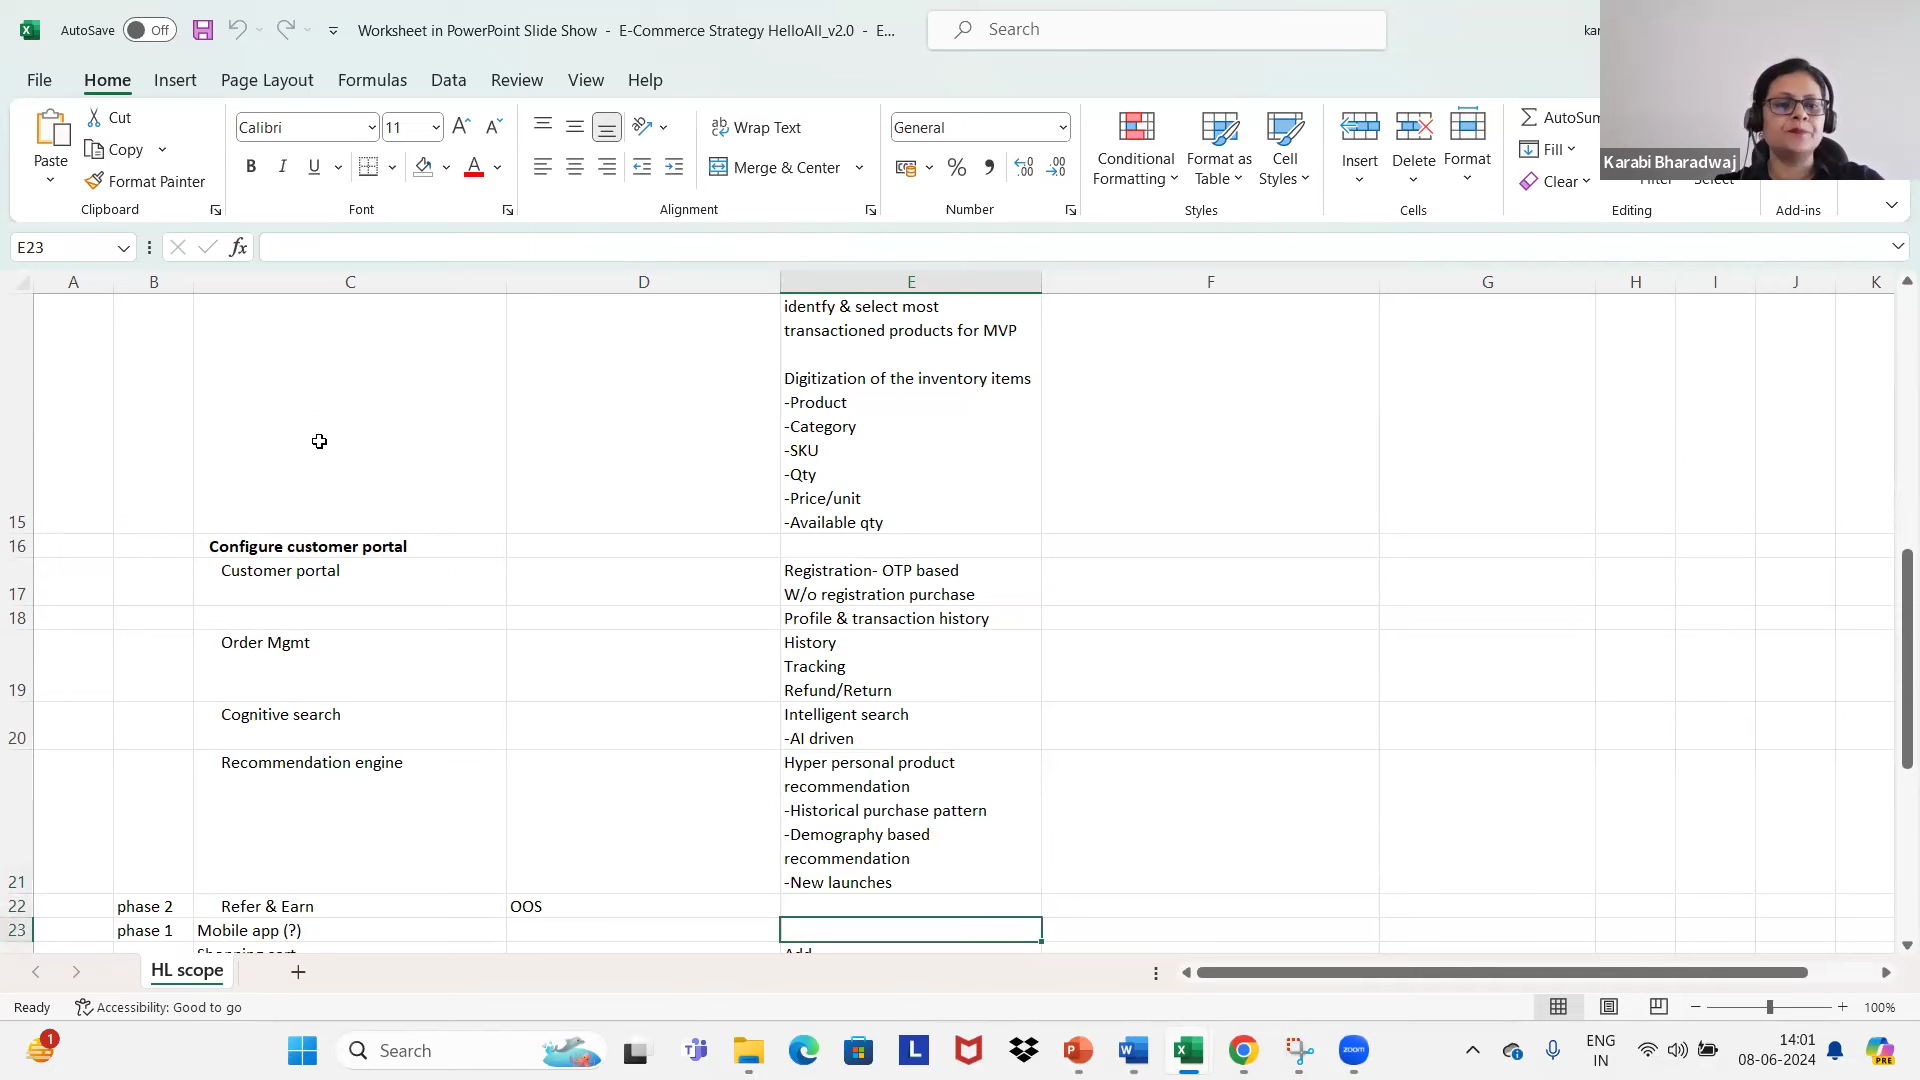 AutoSave Off Worksheet in PowerPoint Slide Show - E-Commerce Strategy HelloAll_v2.0 - E... Search
Karabi Bharadwaj
File Home Insert Page Layout Formulas Data Review View Help
Paste
Cut
Copy
Format Painter
Clipboard
Calibri 11
B I U
Font
Wrap Text
Merge & Center
Alignment
General
% 9
Number
Conditional Formatting
Format as Table
Cell Styles
Styles
Insert Delete Format
Cells
AutoSum
Fill
Clear
Editing
Add-ins
E23 fx
A B C D E F G H I J K
identfy & select most
transactioned products for MVP
Digitization of the inventory items
-Product
-Category
-SKU
-Qty
-Price/unit
15 -Available qty
16 Configure customer portal
Customer portal Registration- OTP based
17 W/o registration purchase
18 Profile & transaction history
Order Mgmt History
Tracking
19 Refund/Return
Cognitive search Intelligent search
20 -AI driven
Recommendation engine Hyper personal product
recommendation
-Historical purchase pattern
-Demography based
recommendation
21 -New launches
22 phase 2 Refer & Earn OOS
23 phase 1 Mobile app (?)
HL scope
Ready Accessibility: Good to go 100%
1 Search L W zoom PRE
ENG
IN
14:01
08-06-2024